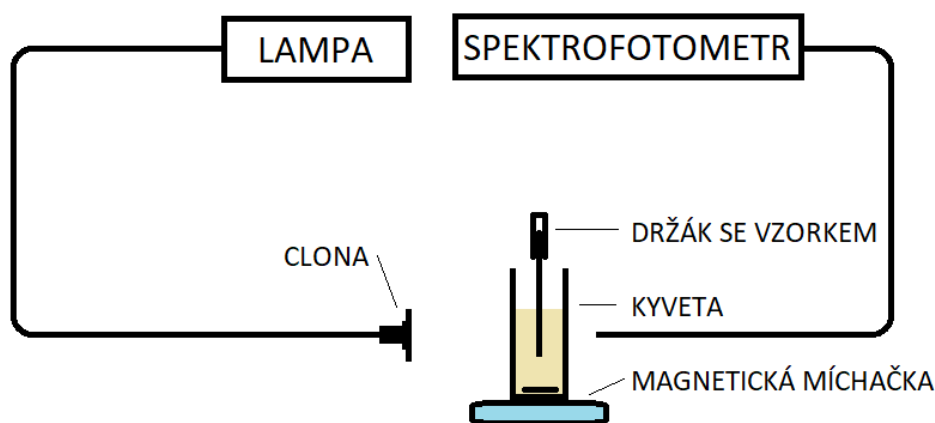 LAMPA
SPEKTROFOTOMETR
DRŽÁK SE VZORKEM
CLONA
KYVETA
MAGNETICKÁ MÍCHAČKA